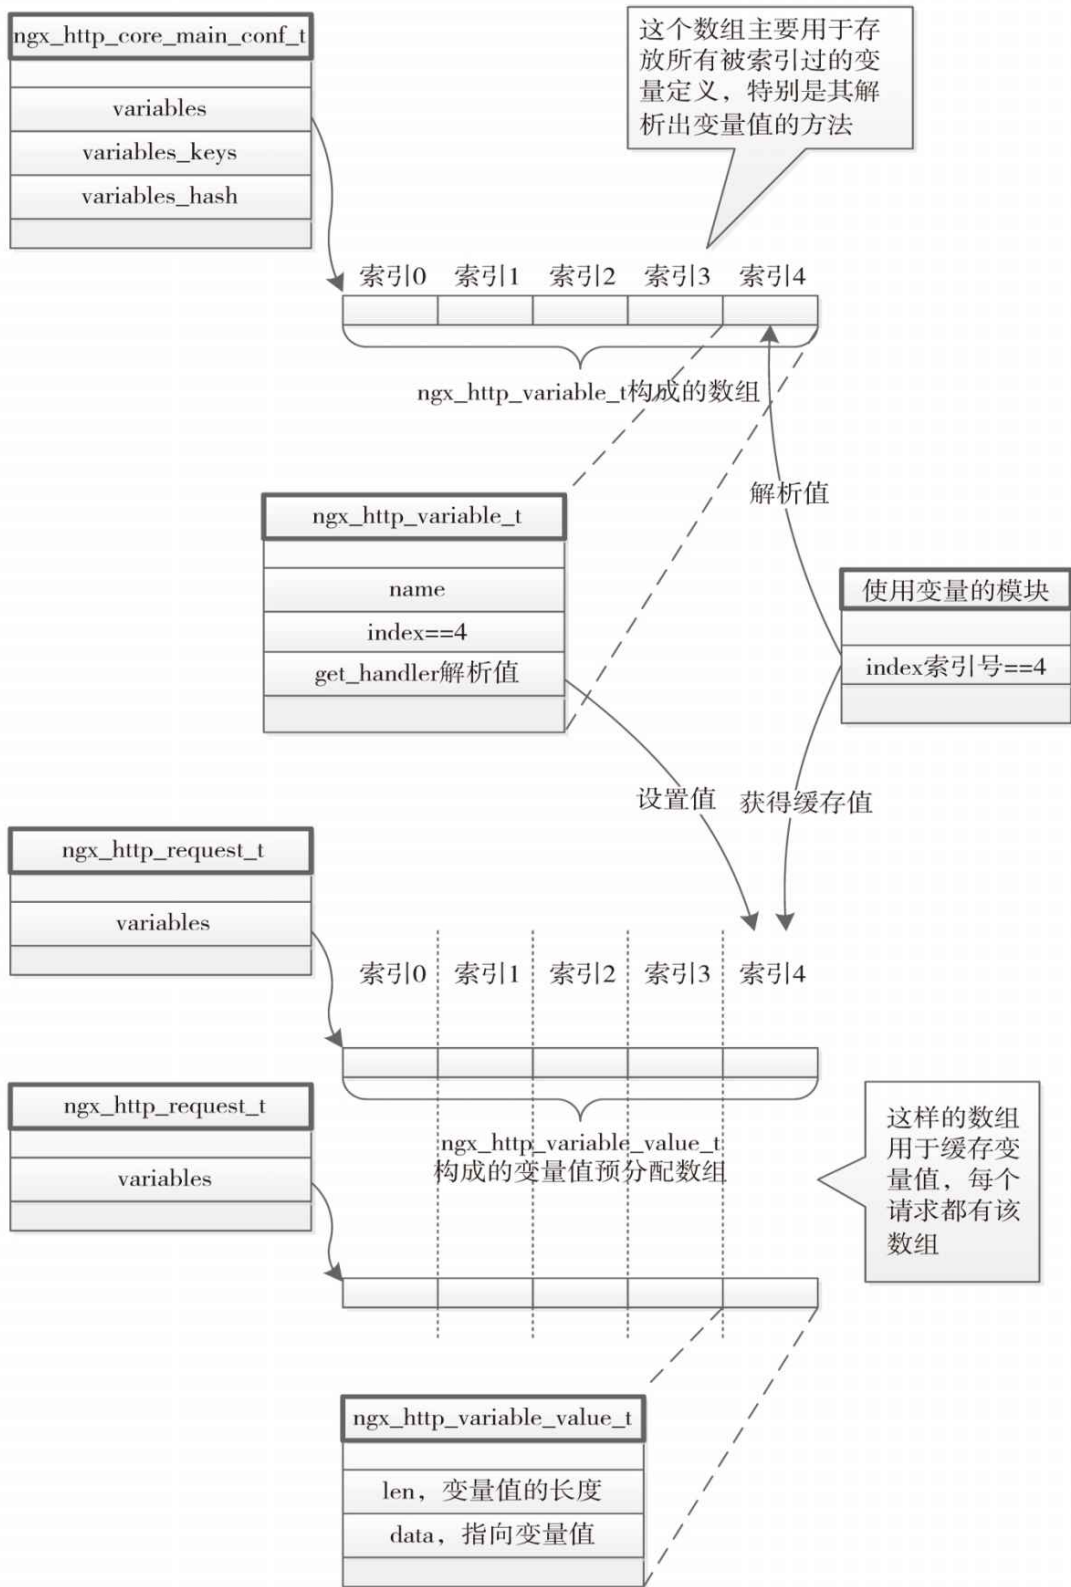 ngx_http_core_main_conf_t
variables
variables_keys
variables_hash
这个数组主要用于存
放所有被索引过的变
量定义，特别是其解
析出变量值的方法
索引0 索引1 索引2 索引3 索引4
ngx_http_variable_t构成的数组
解析值
ngx_http_variable_t
name
index==4
get_handler解析值
使用变量的模块
index索引号==4
设置值 获得缓存值
ngx_http_request_t
variables
索引0 索引1 索引2 索引3 索引4
ngx_http_variable_value_t
构成的变量值预分配数组
ngx_http_request_t
variables
这样的数组
用于缓存变
量值，每个
请求都有该
数组
ngx_http_variable_value_t
len，变量值的长度
data，指向变量值